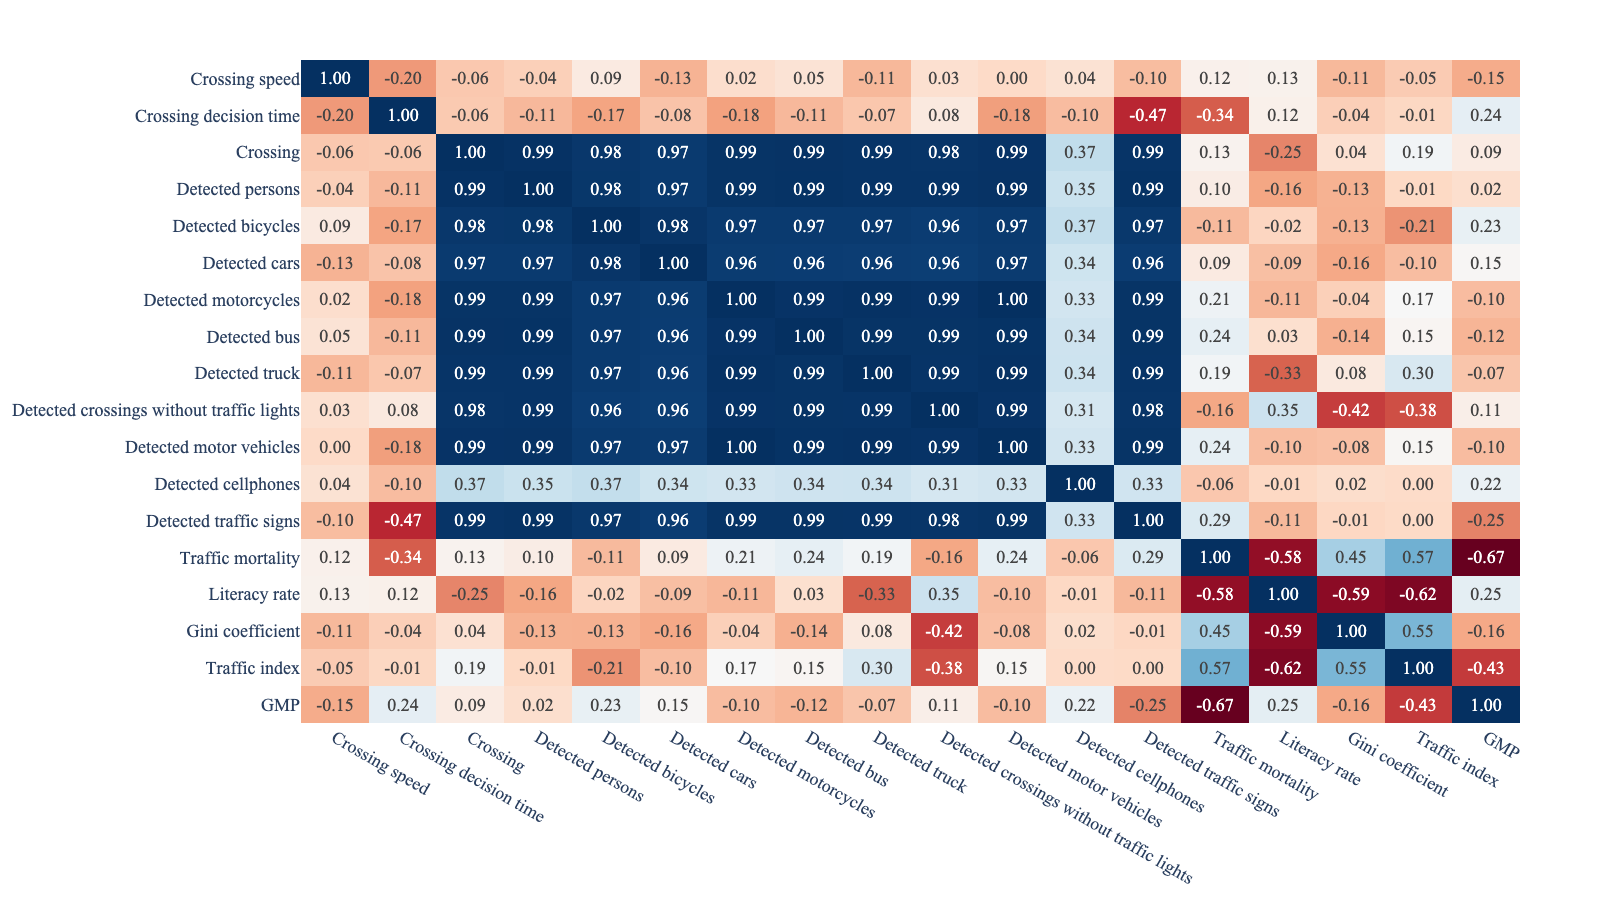 Crossing speed 1.00 -0.20 -0.06 -0.04 0.09 -0.13 0.02 0.05 -0.11 0.03 0.00 0.04 -0.10 0.12 0.13 -0.11 -0.05 -0.15
Crossing decision time -0.20 1.00 -0.06 -0.11 -0.17 -0.08 -0.18 -0.11 -0.07 0.08 -0.18 -0.10 -0.47 -0.34 0.12 -0.04 -0.01 0.24
Crossing -0.06 -0.06 1.00 0.99 0.98 0.97 0.99 0.99 0.99 0.98 0.99 0.37 0.99 0.13 -0.25 0.04 0.19 0.09
Detected persons -0.04 -0.11 0.99 1.00 0.98 0.97 0.99 0.99 0.99 0.99 0.99 0.35 0.99 0.10 -0.16 -0.13 -0.01 0.02
Detected bicycles 0.09 -0.17 0.98 0.98 1.00 0.98 0.97 0.97 0.97 0.96 0.97 0.37 0.97 -0.11 -0.02 -0.13 -0.21 0.23
Detected cars -0.13 -0.08 0.97 0.97 0.98 1.00 0.96 0.96 0.96 0.96 0.97 0.34 0.96 0.09 -0.09 -0.16 -0.10 0.15
Detected motorcycles 0.02 -0.18 0.99 0.99 0.97 0.96 1.00 0.99 0.99 0.99 1.00 0.33 0.99 0.21 -0.11 -0.04 0.17 -0.10
Detected bus 0.05 -0.11 0.99 0.99 0.97 0.96 0.99 1.00 0.99 0.99 0.99 0.34 0.99 0.24 0.03 -0.14 0.15 -0.12
Detected truck -0.11 -0.07 0.99 0.99 0.97 0.96 0.99 0.99 1.00 0.99 0.99 0.34 0.99 0.19 -0.33 0.08 0.30 -0.07
Detected crossings without traffic lights 0.03 0.08 0.98 0.99 0.96 0.96 0.99 0.99 0.99 1.00 0.99 0.31 0.98 -0.16 0.35 -0.42 -0.38 0.11
Detected motor vehicles 0.00 -0.18 0.99 0.99 0.97 0.97 1.00 0.99 0.99 0.99 1.00 0.33 0.99 0.24 -0.10 -0.08 0.15 -0.10
Detected cellphones 0.04 -0.10 0.37 0.35 0.37 0.34 0.33 0.34 0.34 0.31 0.33 1.00 0.33 -0.06 -0.01 0.02 0.00 0.22
Detected traffic signs -0.10 -0.47 0.99 0.99 0.97 0.96 0.99 0.99 0.99 0.98 0.99 0.33 1.00 0.29 -0.11 -0.01 0.00 -0.25
Traffic mortality 0.12 -0.34 0.13 0.10 -0.11 0.09 0.21 0.24 0.19 -0.16 0.24 -0.06 0.29 1.00 -0.58 0.45 0.57 -0.67
Literacy rate 0.13 0.12 -0.25 -0.16 -0.02 -0.09 -0.11 0.03 -0.33 0.35 -0.10 -0.01 -0.11 -0.58 1.00 -0.59 -0.62 0.25
Gini coefficient -0.11 -0.04 0.04 -0.13 -0.13 -0.16 -0.04 -0.14 0.08 -0.42 -0.08 0.02 -0.01 0.45 -0.59 1.00 0.55 -0.16
Traffic index -0.05 -0.01 0.19 -0.01 -0.21 -0.10 0.17 0.15 0.30 -0.38 0.15 0.00 0.00 0.57 -0.62 0.55 1.00 -0.43
GMP -0.15 0.24 0.09 0.02 0.23 0.15 -0.10 -0.12 -0.07 0.11 -0.10 0.22 -0.25 -0.67 0.25 -0.16 -0.43 1.00
Crossing speed
Crossing decision time
Crossing
Detected persons
Detected bicycles
Detected cars
Detected motorcycles
Detected bus
Detected truck
Detected crossings without traffic lights
Detected motor vehicles
Detected cellphones
Detected traffic signs
Traffic mortality
Literacy rate
Gini coefficient
Traffic index
GMP